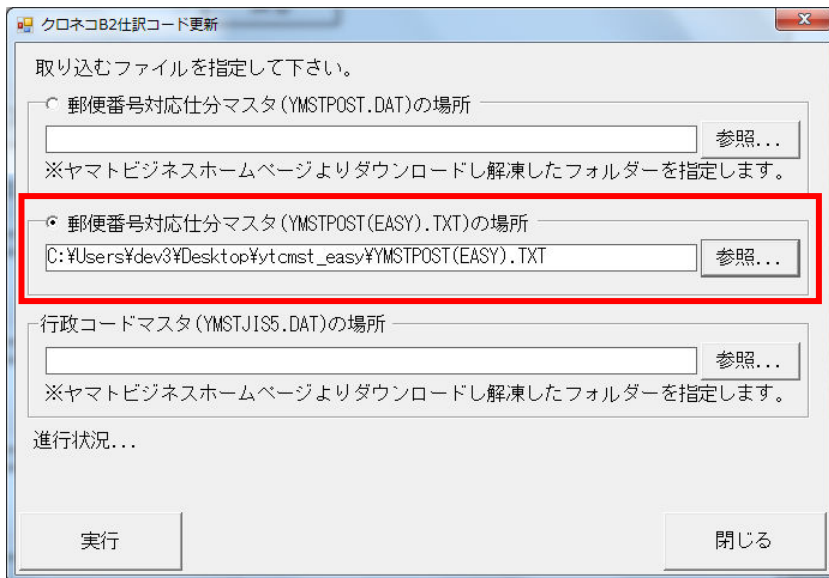 クロネコB2仕訳コード更新
取り込むファイルを指定して下さい。
郵便番号対応仕分マスタ(YMSTPOST.DAT)の場所
参照...
※ヤマトビジネスホームページよりダウンロードし解凍したフォルダーを指定します。
郵便番号対応仕分マスタ(YMSTPOST(EASY).TXT)の場所
C:¥Users¥dev3¥Desktop¥ytcmst_easy¥YMSTPOST(EASY).TXT 参照...
行政コードマスタ(YMSTJIS5.DAT)の場所
参照...
※ヤマトビジネスホームページよりダウンロードし解凍したフォルダーを指定します。
進行状況...
実行 閉じる